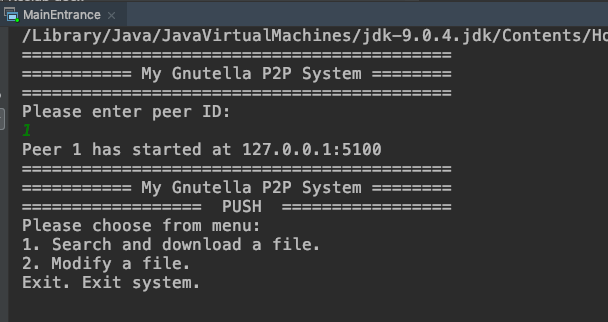 MainEntrance ×
/Library/Java/JavaVirtualMachines/jdk-9.0.4.jdk/Contents/Ho
===========================================
=========== My Gnutella P2P System ========
===========================================
Please enter peer ID:
1
Peer 1 has started at 127.0.0.1:5100
===========================================
=========== My Gnutella P2P System ========
==================  PUSH  =================
Please choose from menu:
1. Search and download a file.
2. Modify a file.
Exit. Exit system.